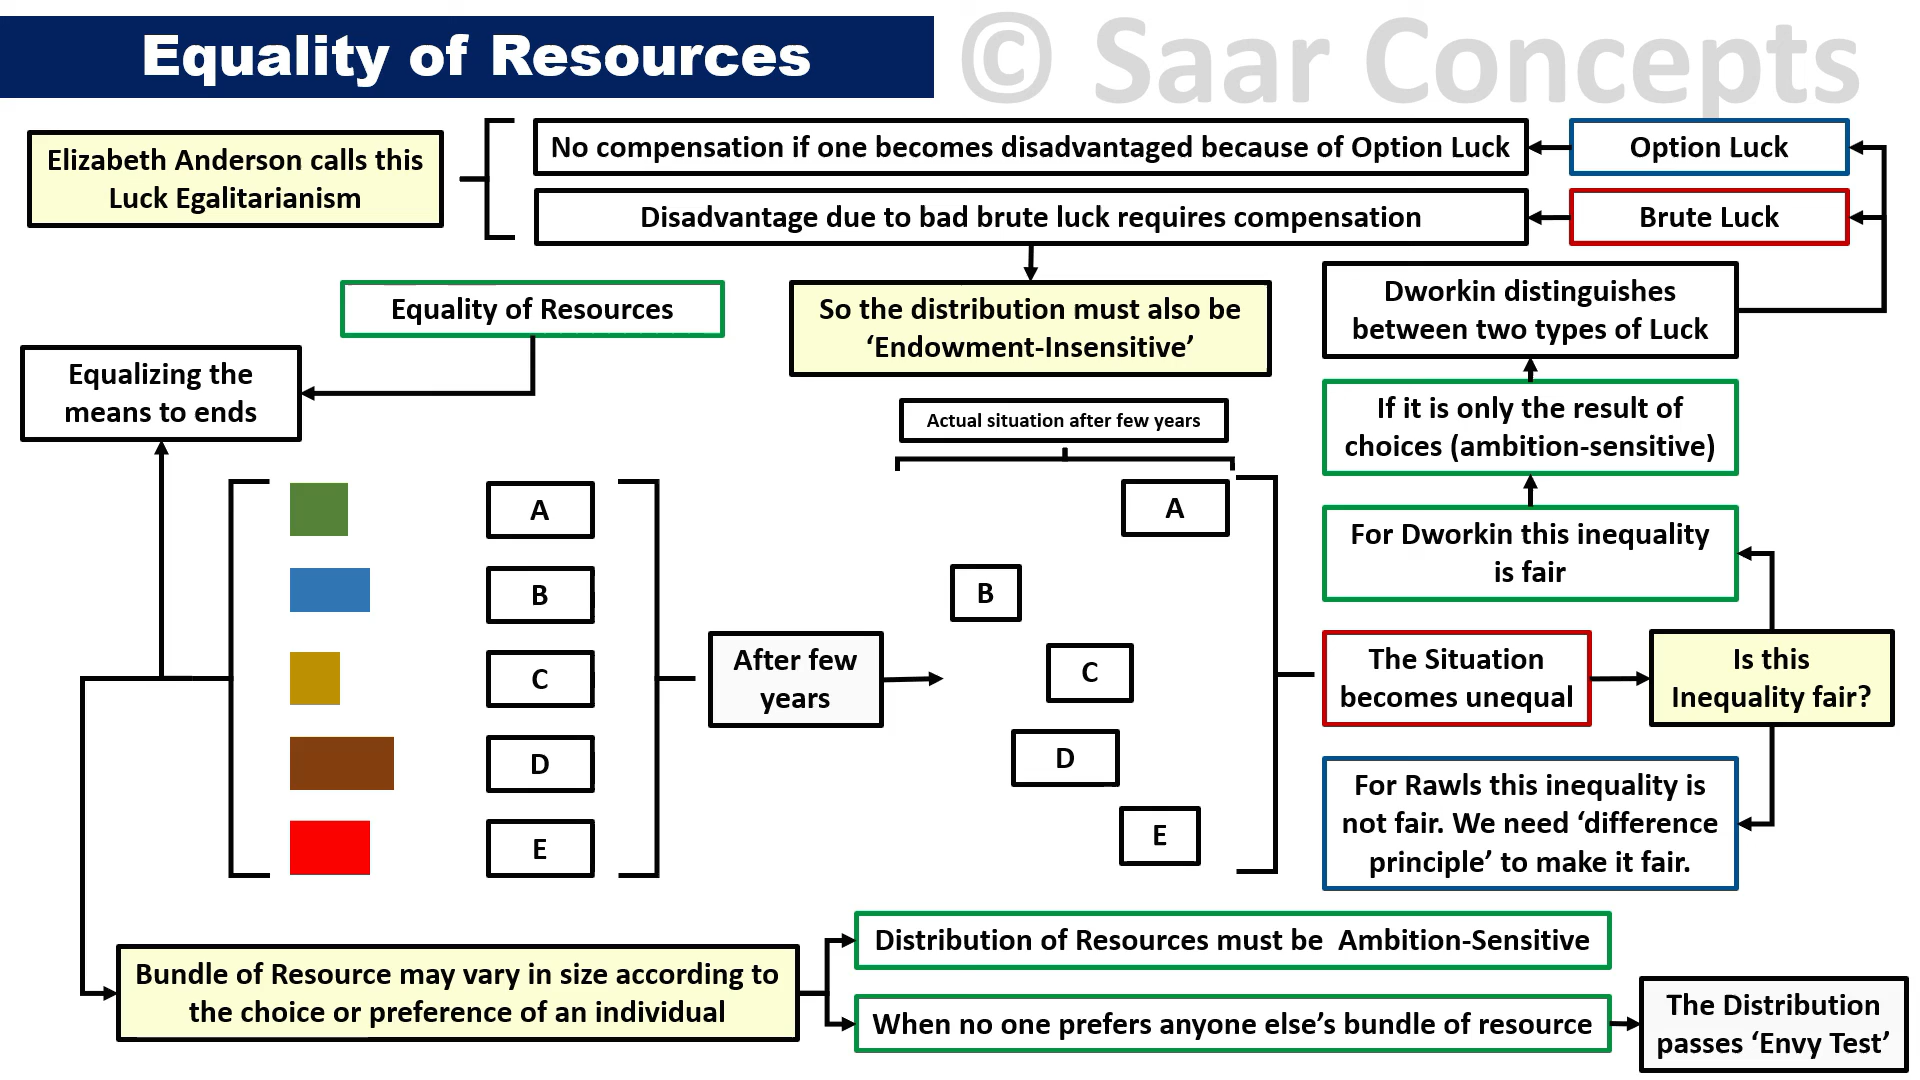 Equality of Resources
© Saar Concepts
Elizabeth Anderson calls this
Luck Egalitarianism
No compensation if one becomes disadvantaged because of Option Luck
Option Luck
Disadvantage due to bad brute luck requires compensation
Brute Luck
Equality of Resources
So the distribution must also be
‘Endowment-Insensitive’
Dworkin distinguishes
between two types of Luck
Equalizing the
means to ends
Actual situation after few years
If it is only the result of
choices (ambition-sensitive)
A
B
C
D
E
After few
years
A
B
C
D
E
For Dworkin this inequality
is fair
The Situation
becomes unequal
Is this
Inequality fair?
For Rawls this inequality is
not fair. We need ‘difference
principle’ to make it fair.
Bundle of Resource may vary in size according to
the choice or preference of an individual
Distribution of Resources must be  Ambition-Sensitive
When no one prefers anyone else’s bundle of resource
The Distribution
passes ‘Envy Test’